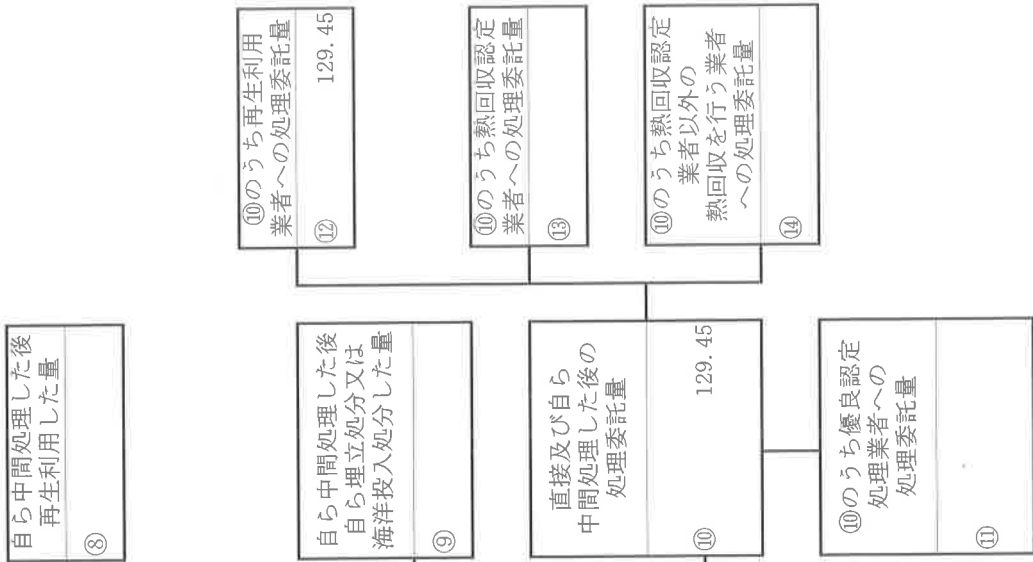 自ら中間処理した後
再生利用した量
⑧
自ら中間処理した後
自ら埋立処分又は
海洋投入処分した量
⑨
直接及び自ら
中間処理した後の
処理委託量
⑩ 129.45
⑩のうち優良認定
処理業者への
処理委託量
⑪
⑩のうち再生利用
業者への処理委託量
⑫ 129.45
⑩のうち熱回収認定
業者への処理委託量
⑬
⑩のうち熱回収認定
業者以外の
熱回収を行う業者
への処理委託量
⑭